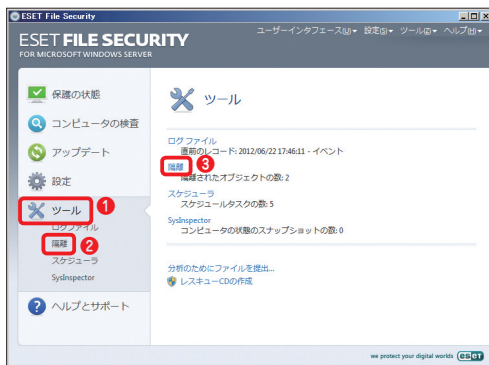 ESET File Security
ESET FILE SECURITY
FOR MICROSOFT WINDOWS SERVER
ユーザーインタフェース(U)▾ 設定(S)▾ ツール(O)▾ ヘルプ(H)▾
保護の状態
コンピュータの検査
アップデート
設定
ツール
1
ログファイル
隔離
2
スケジューラ
SysInspector
ヘルプとサポート
ツール
ログ ファイル
直前のレコード: 2012/06/22 17:46:11 - イベント
隔離
3
隔離されたオブジェクトの数: 2
スケジューラ
スケジュールタスクの数: 5
SysInspector
コンピュータの状態のスナップショットの数: 0
分析のためにファイルを提出...
レスキューCDの作成
we protect your digital worlds
eset